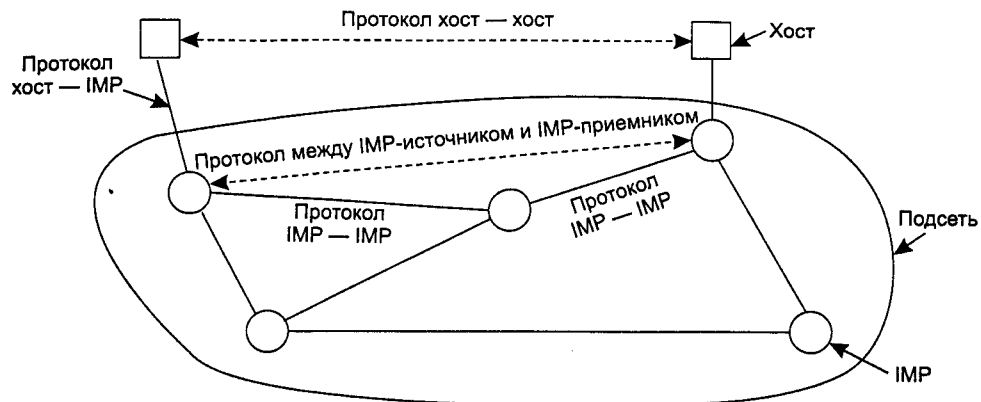 Протокол хост — хост
Хост
Протокол
хост — IMP
Протокол между IMP-источником и IMP-приемником
Протокол
IMP — IMP
Протокол
IMP — IMP
Подсеть
IMP